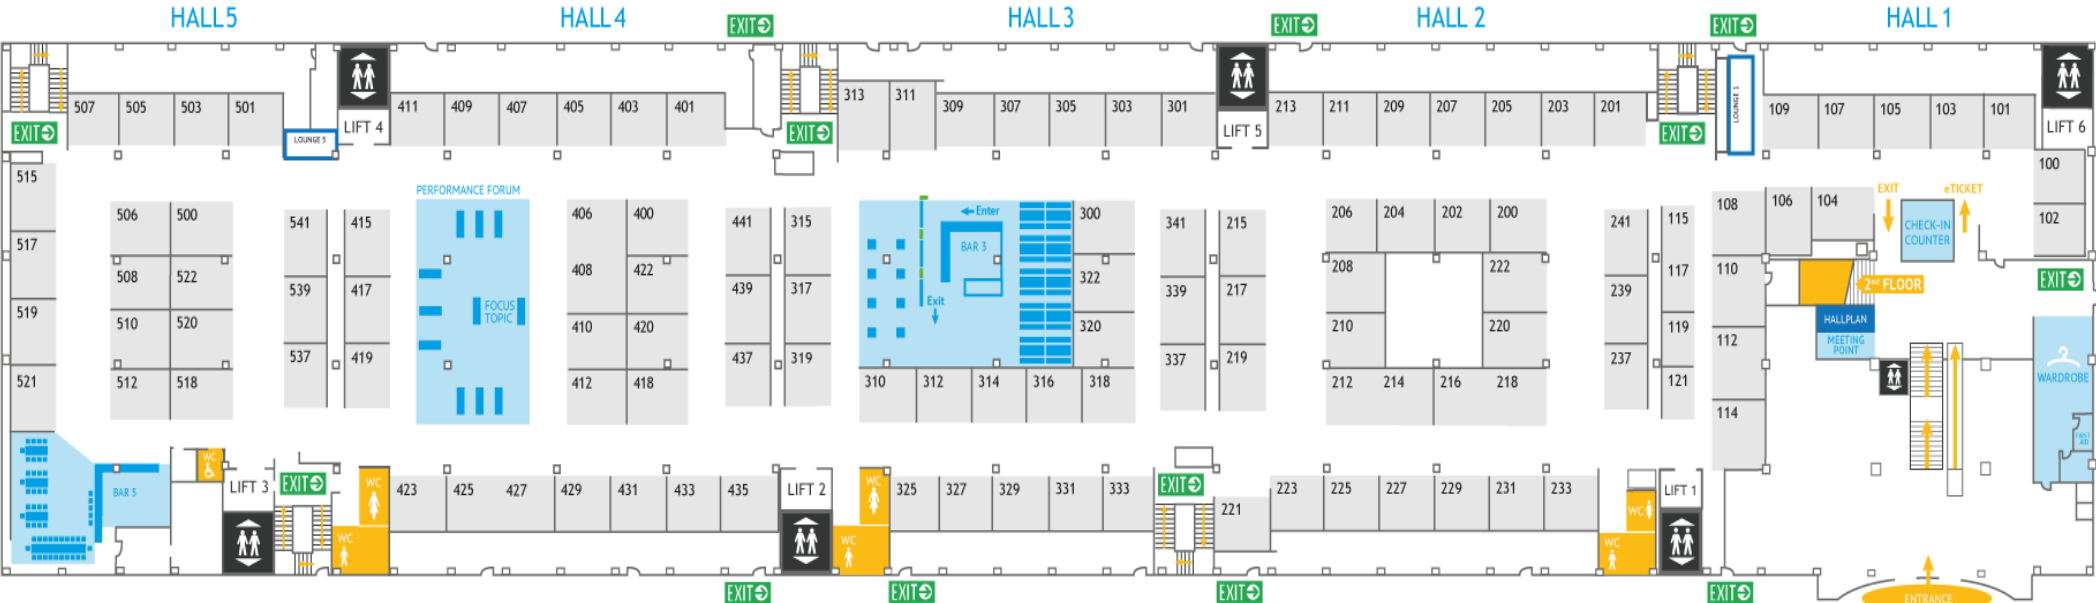 HALL 5
HALL 4
EXIT
HALL 3
EXIT
HALL 2
EXIT
HALL 1
507
505
503
501
LOUNGE 5
LIFT 4
411
409
407
405
403
401
313
311
309
307
305
303
301
LIFT 5
213
211
209
207
205
203
201
LOUNGE 1
109
107
105
103
101
LIFT 6
EXIT
EXIT
EXIT
100
102
515
517
519
521
506
500
508
522
510
520
512
518
541
415
539
417
537
419
PERFORMANCE FORUM
FOCUS
TOPIC
406
400
408
422
410
420
412
418
441
315
439
317
437
319
Enter
BAR 3
Exit
300
322
320
310
312
314
316
318
341
215
339
217
337
219
206
204
202
200
208
222
210
220
212
214
216
218
241
115
117
239
119
237
121
108
106
104
110
112
114
EXIT
eTICKET
CHECK-IN
COUNTER
2ND FLOOR
EXIT
HALLPLAN
MEETING
POINT
WARDROBE
FIRST
AID
BAR 5
WC
LIFT 3
EXIT
WC
WC
423
425
427
429
431
433
435
LIFT 2
WC
WC
325
327
329
331
333
EXIT
221
223
225
227
229
231
233
WC
WC
LIFT 1
EXIT
EXIT
EXIT
EXIT
ENTRANCE